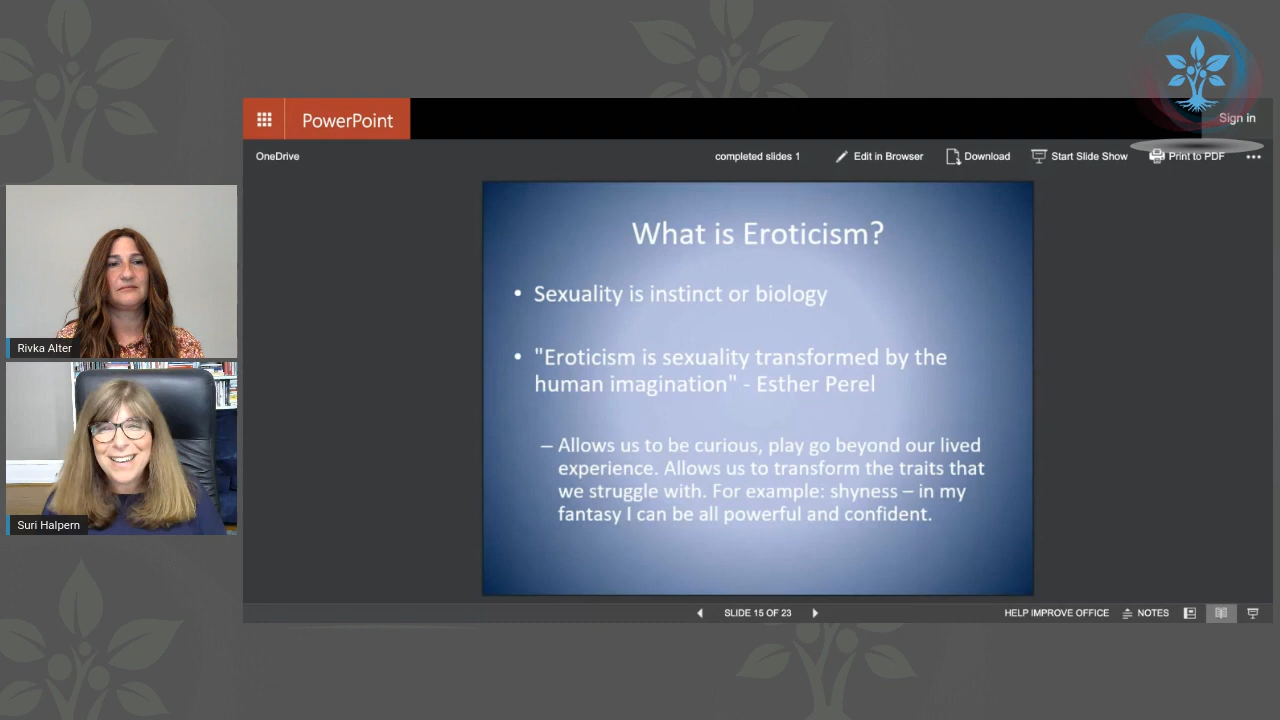 PowerPoint
Sign in
OneDrive
completed slides 1
Edit in Browser
Download
Start Slide Show
Print to PDF
What is Eroticism?
• Sexuality is instinct or biology
• "Eroticism is sexuality transformed by the
human imagination" - Esther Perel
– Allows us to be curious, play go beyond our lived
experience. Allows us to transform the traits that
we struggle with. For example: shyness – in my
fantasy I can be all powerful and confident.
Rivka Alter
Suri Halpern
SLIDE 15 OF 23
HELP IMPROVE OFFICE
NOTES